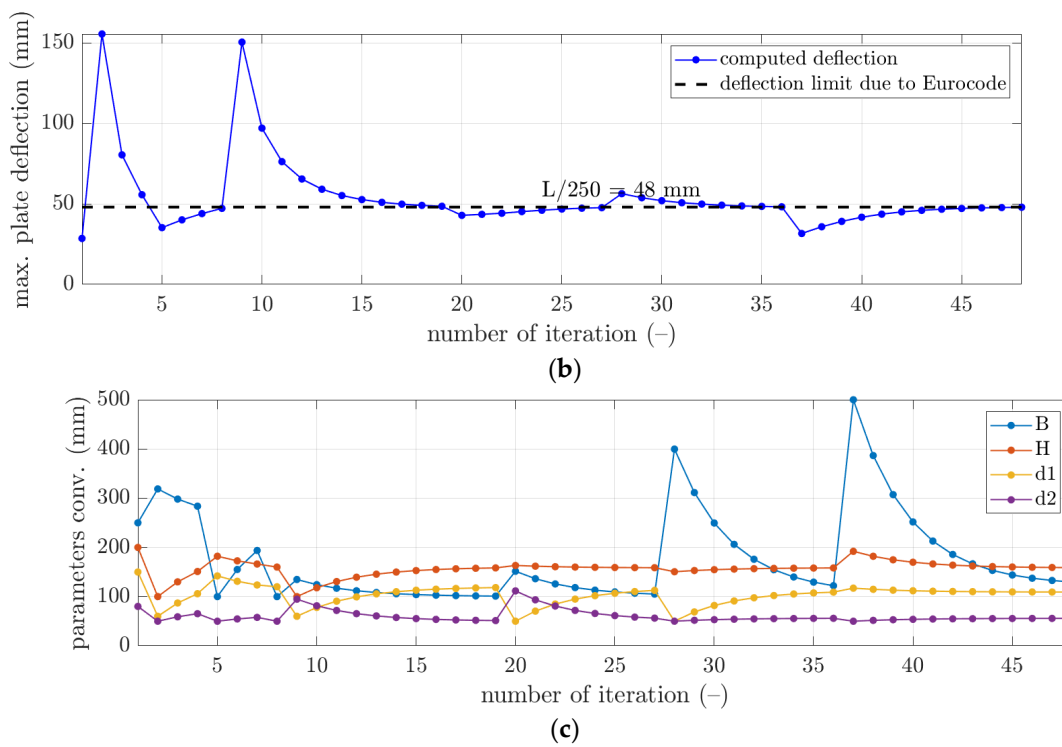 max. plate deflection (mm)
150
100
50
0
computed deflection
deflection limit due to Eurocode
L/250 = 48 mm
5 10 15 20 25 30 35 40 45
number of iteration (–)
(b)
parameters conv. (mm)
500
400
300
200
100
0
B
H
d1
d2
5 10 15 20 25 30 35 40 45
number of iteration (–)
(c)